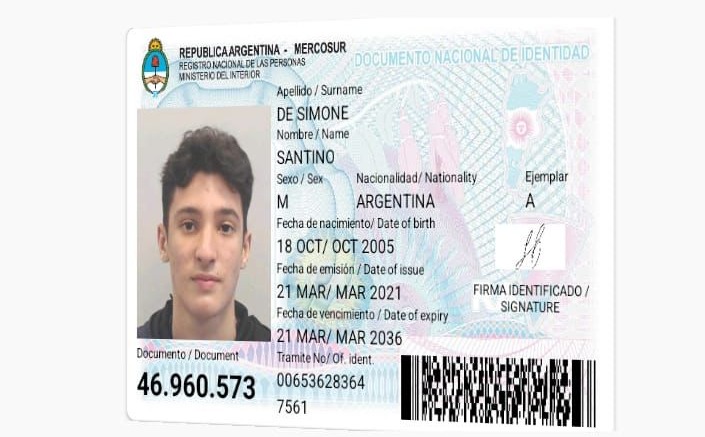 REPUBLICA ARGENTINA - MERCOSUR
REGISTRO NACIONAL DE LAS PERSONAS
MINISTERIO DEL INTERIOR
DOCUMENTO NACIONAL DE IDENTIDAD
Apellido / Surname
DE SIMONE
Nombre / Name
SANTINO
Sexo / Sex Nacionalidad/ Nationality Ejemplar
M ARGENTINA A
Fecha de nacimiento/ Date of birth
18 OCT/ OCT 2005
Fecha de emisión / Date of issue
21 MAR/ MAR 2021
FIRMA IDENTIFICADO /
SIGNATURE
Fecha de vencimiento / Date of expiry
21 MAR/ MAR 2036
Documento / Document
46.960.573
Tramite No/ Of. ident.
00653628364
7561